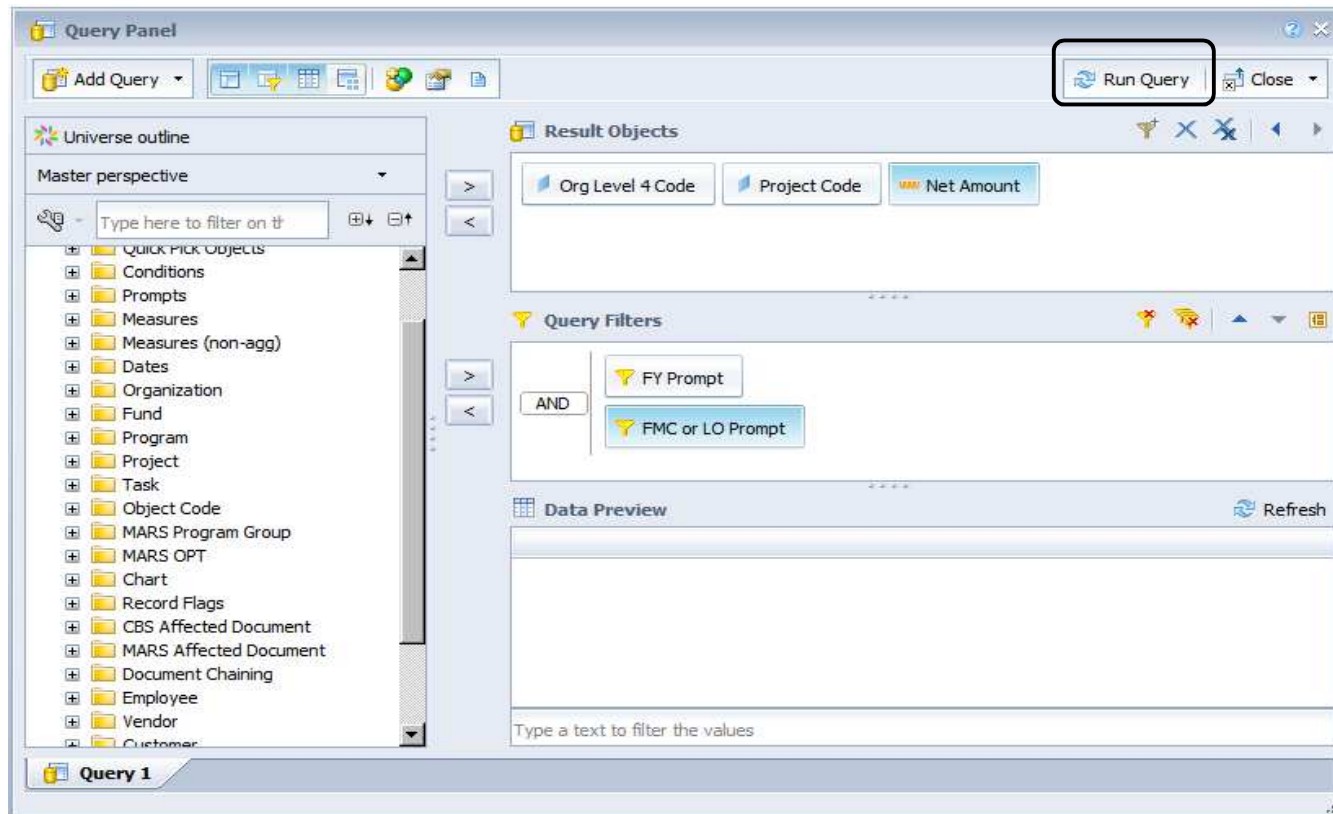 Query Panel
Add Query
Run Query
Close
Universe outline
Master perspective
Type here to filter on th
Quick Pick Objects
Conditions
Prompts
Measures
Measures (non-agg)
Dates
Organization
Fund
Program
Project
Task
Object Code
MARS Program Group
MARS OPT
Chart
Record Flags
CBS Affected Document
MARS Affected Document
Document Chaining
Employee
Vendor
Customer
Result Objects
Org Level 4 Code
Project Code
Net Amount
Query Filters
AND
FY Prompt
FMC or LO Prompt
Data Preview
Refresh
Type a text to filter the values
Query 1